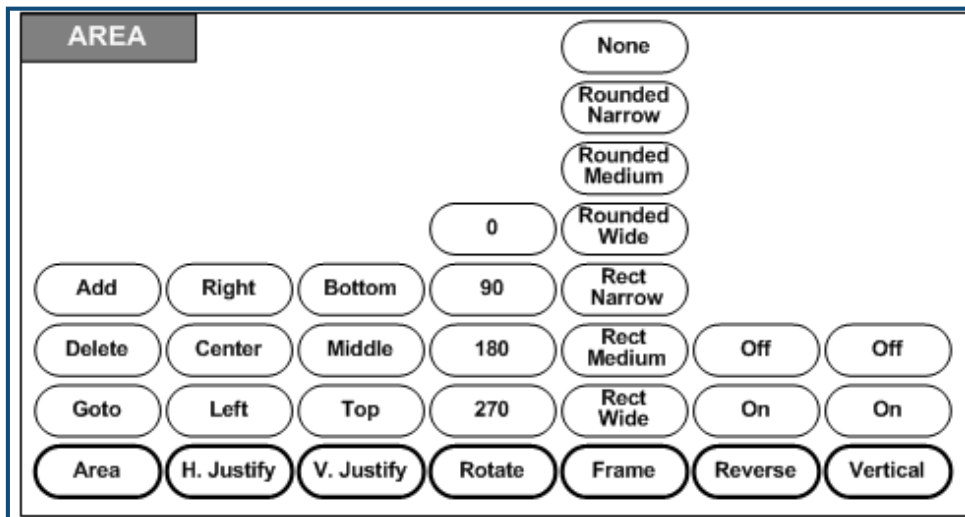 AREA
None
Rounded
Narrow
Rounded
Medium
0
Rounded
Wide
Add
Right
Bottom
90
Rect
Narrow
Delete
Center
Middle
180
Rect
Medium
Off
Off
Goto
Left
Top
270
Rect
Wide
On
On
Area
H. Justify
V. Justify
Rotate
Frame
Reverse
Vertical